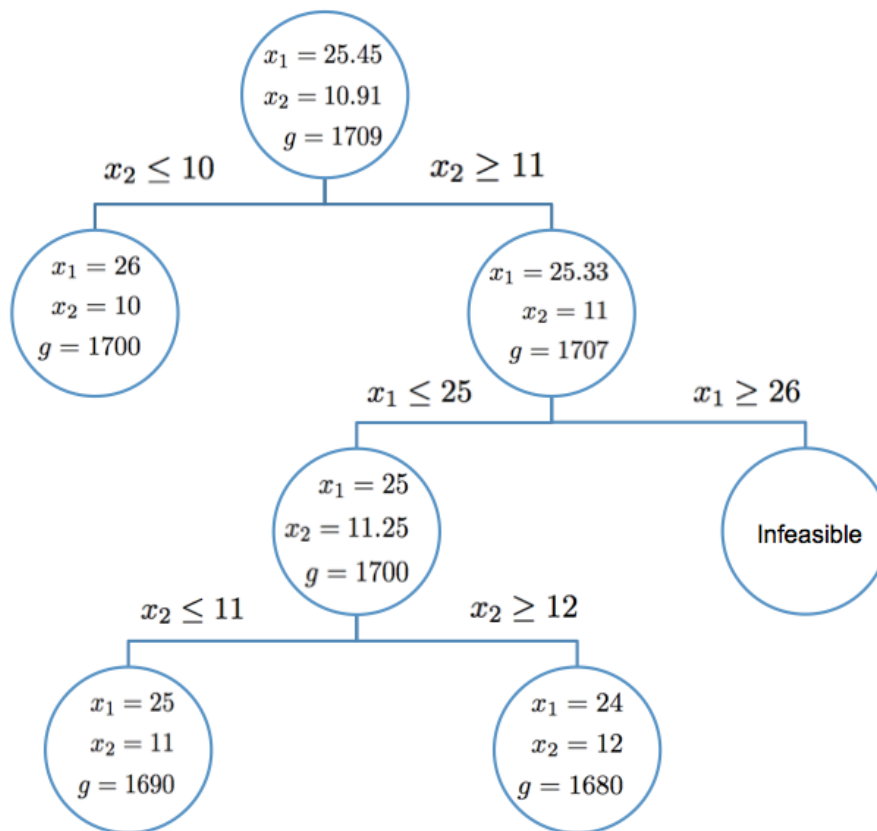 x₁ = 25.45
x₂ = 10.91
g = 1709
x₂ ≤ 10
x₂ ≥ 11
x₁ = 26
x₂ = 10
g = 1700
x₁ = 25.33
x₂ = 11
g = 1707
x₁ ≤ 25
x₁ ≥ 26
x₁ = 25
x₂ = 11.25
g = 1700
Infeasible
x₂ ≤ 11
x₂ ≥ 12
x₁ = 25
x₂ = 11
g = 1690
x₁ = 24
x₂ = 12
g = 1680